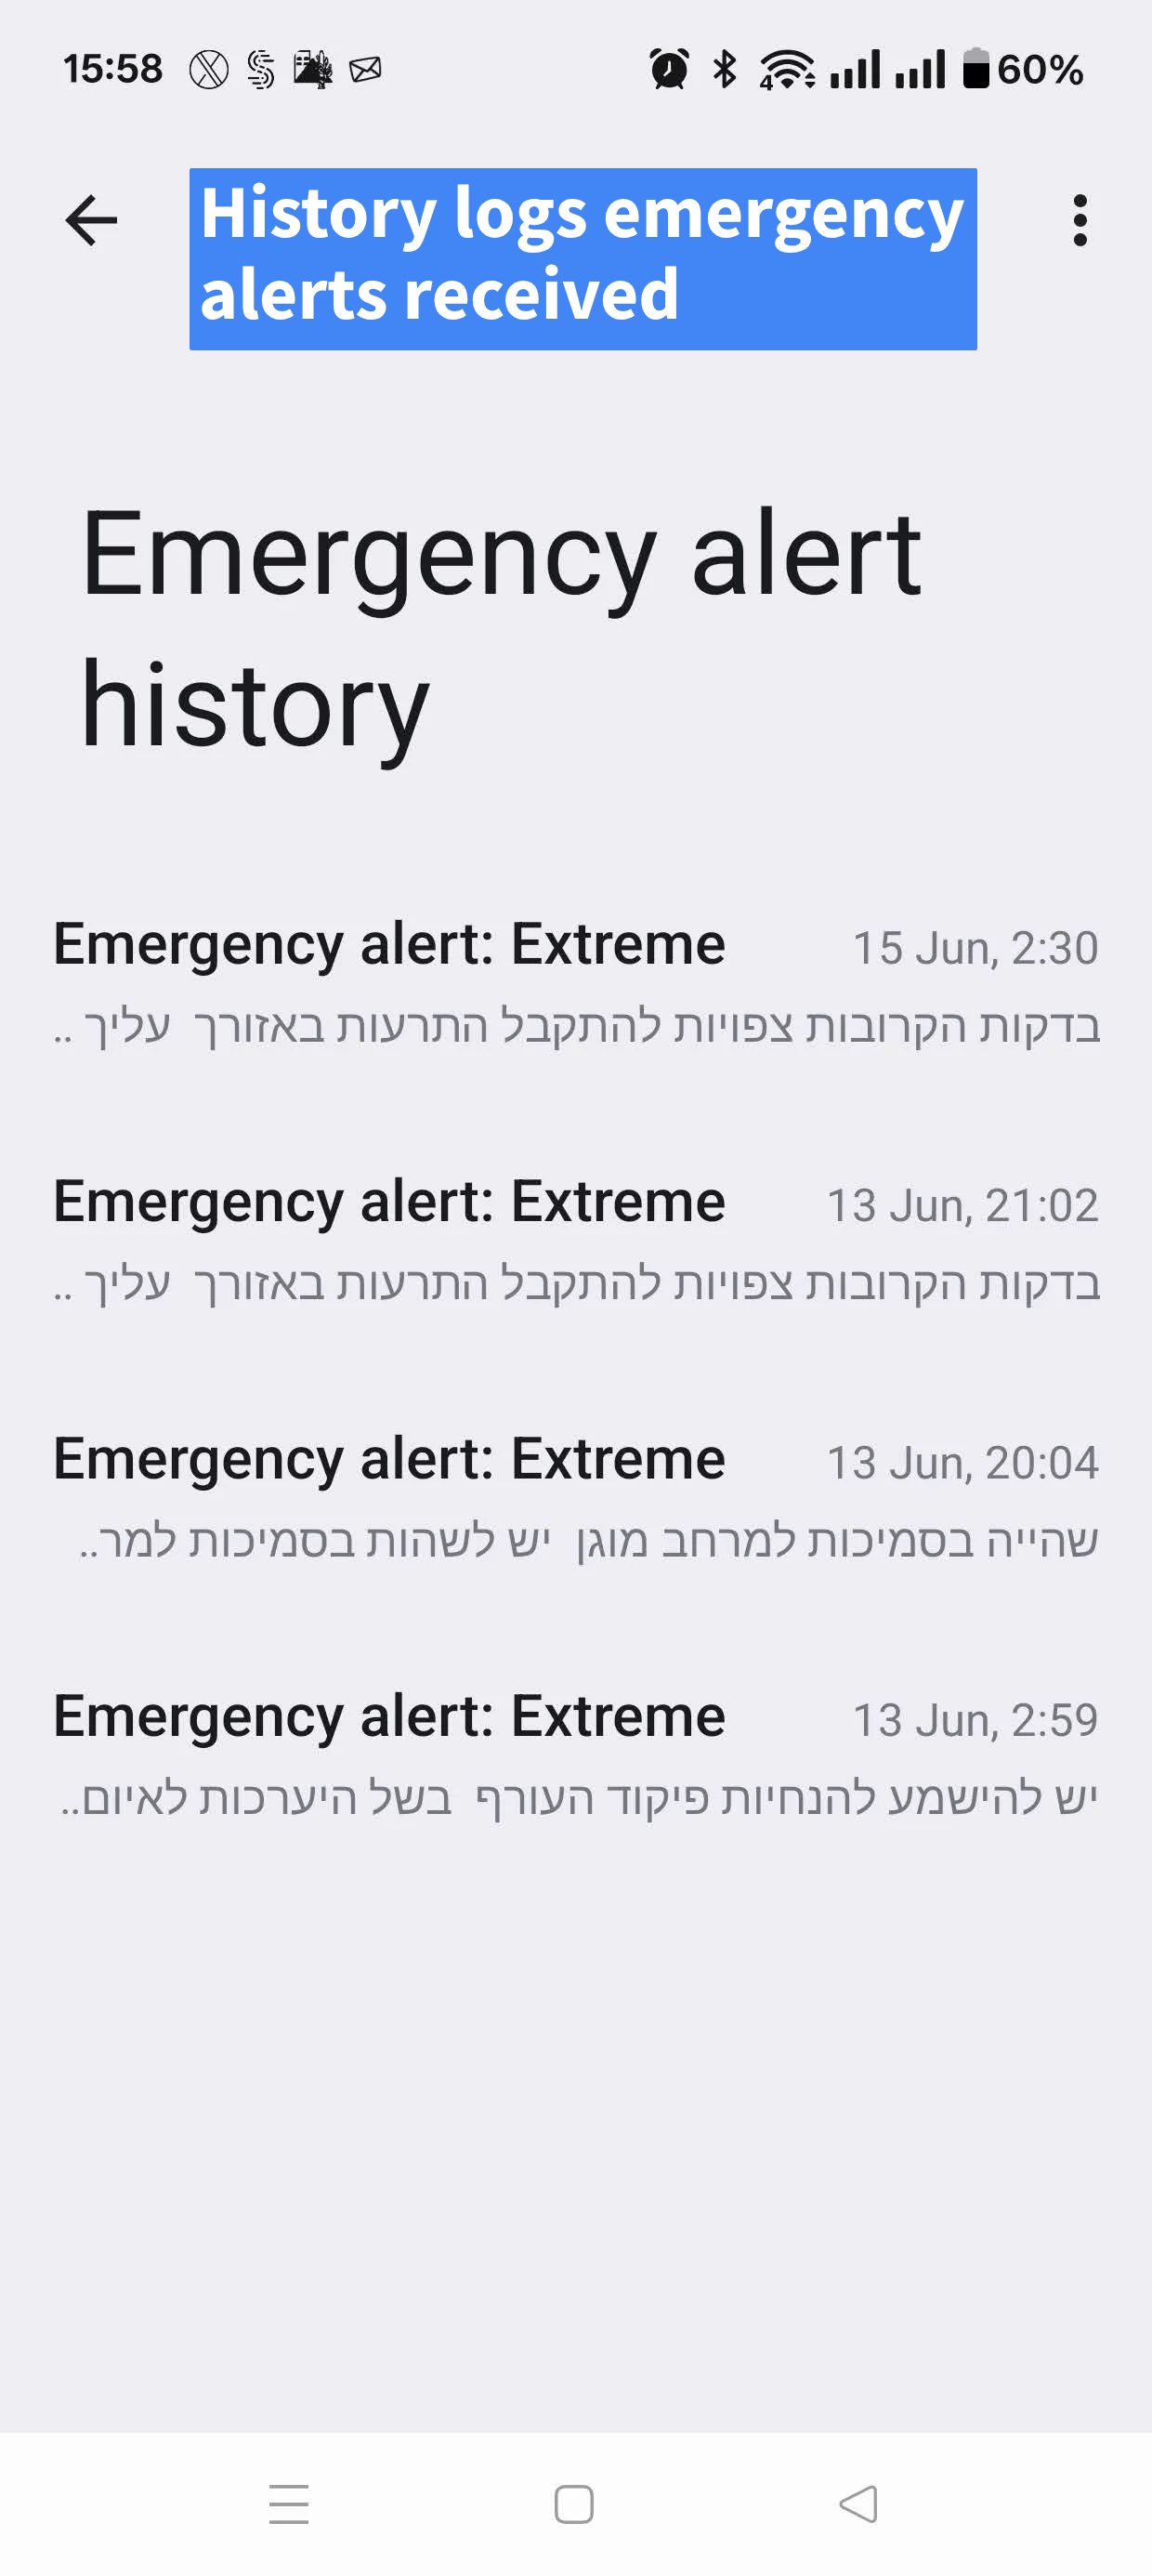 15:58
60%
History logs emergency
alerts received
Emergency alert
history
Emergency alert: Extreme 15 Jun, 2:30
בדקות הקרובות צפויות להתקבל התרעות באזורך  עליך ..
Emergency alert: Extreme 13 Jun, 21:02
בדקות הקרובות צפויות להתקבל התרעות באזורך  עליך ..
Emergency alert: Extreme 13 Jun, 20:04
שהייה בסמיכות למרחב מוגן  יש לשהות בסמיכות למר..
Emergency alert: Extreme 13 Jun, 2:59
יש להישמע להנחיות פיקוד העורף  בשל היערכות לאיום..